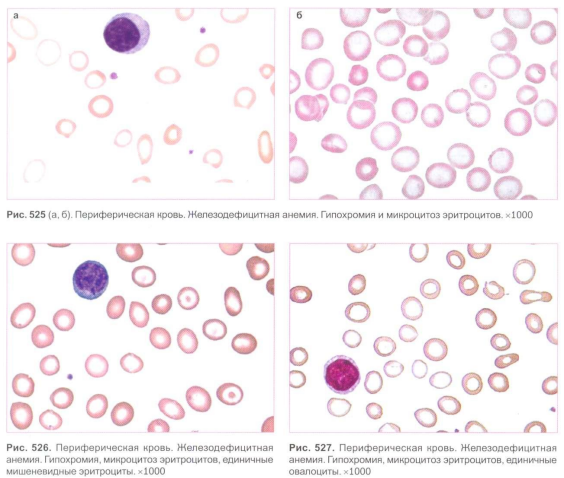 а
б
Рис. 525 (а, б). Периферическая кровь. Железодефицитная анемия. Гипохромия и микроцитоз эритроцитов. ×1000
Рис. 526. Периферическая кровь. Железодефицитная
анемия. Гипохромия, микроцитоз эритроцитов, единичные
мишеневидные эритроциты. ×1000
Рис. 527. Периферическая кровь. Железодефицитная
анемия. Гипохромия, микроцитоз эритроцитов, единичные
овалоциты. ×1000